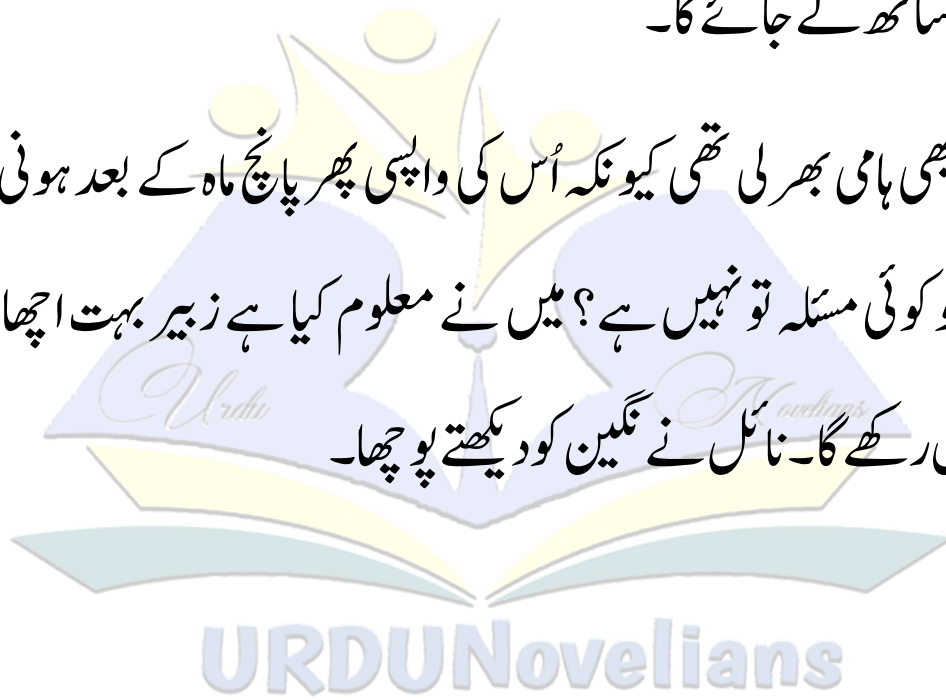 ساتھ لے جائے گا۔
بھی ہامی بھر لی تھی کیونکہ اُس کی واپسی پھر پانچ ماہ کے بعد ہونی
کوئی مسئلہ تو نہیں ہے؟ میں نے معلوم کیا ہے زبیر بہت اچھا
رکھے گا۔ نائل نے نگین کو دیکھتے پوچھا۔
Urdu Novelians
URDUNovelians